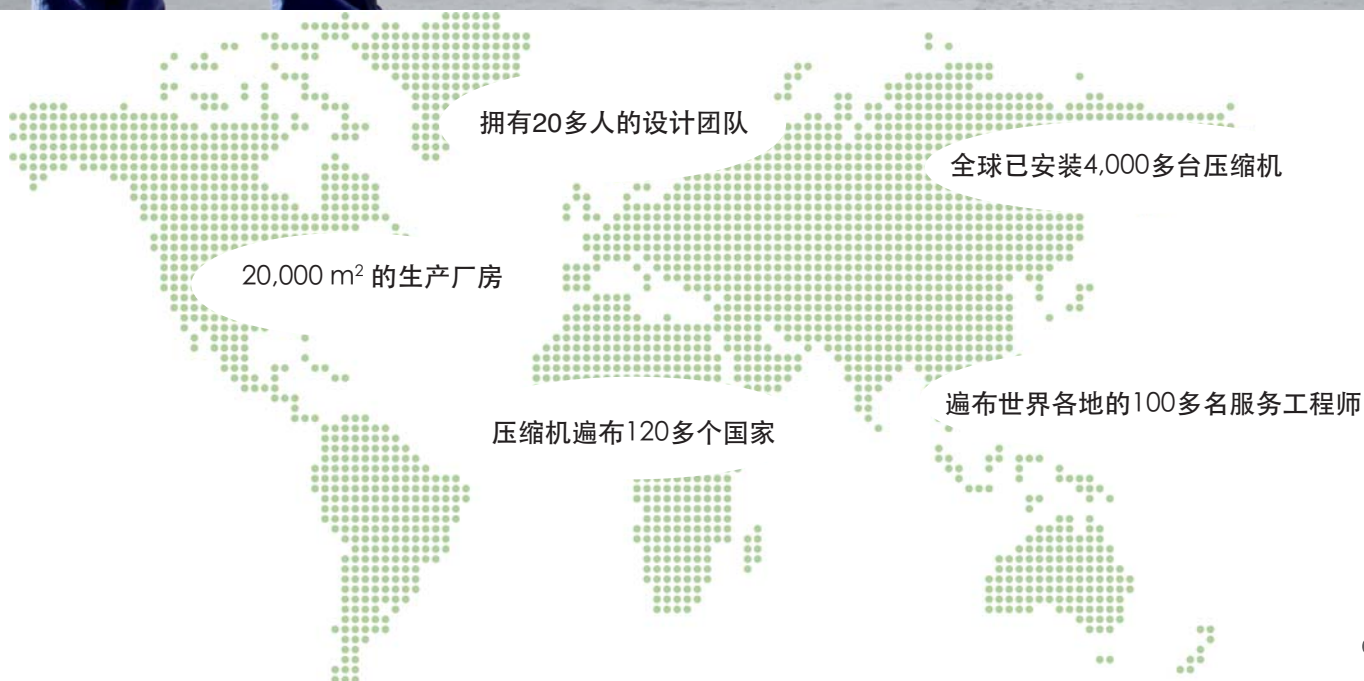 拥有20多人的设计团队
全球已安装4,000多台压缩机
20,000 m² 的生产厂房
遍布世界各地的100多名服务工程师
压缩机遍布120多个国家